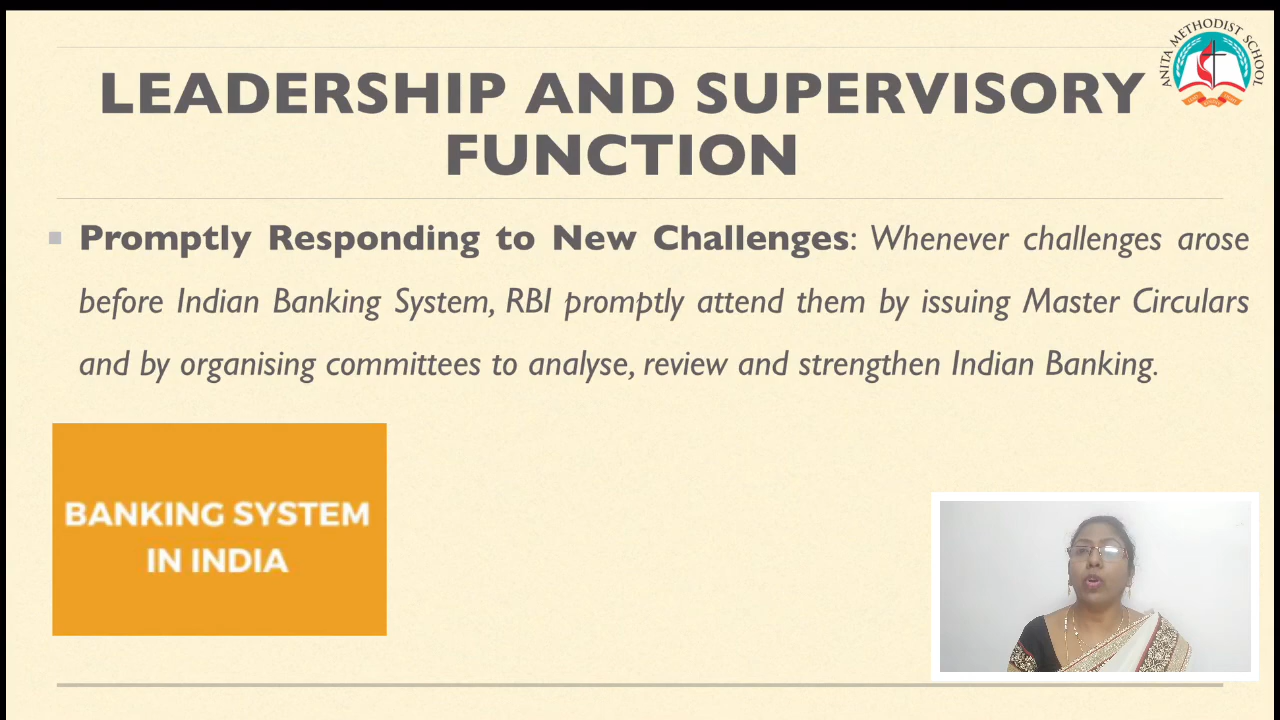 ANITA METHODIST SCHOOL
LEADERSHIP AND SUPERVISORY
FUNCTION
Promptly Responding to New Challenges: Whenever challenges arose
before Indian Banking System, RBI promptly attend them by issuing Master Circulars
and by organising committees to analyse, review and strengthen Indian Banking.
BANKING SYSTEM
IN INDIA